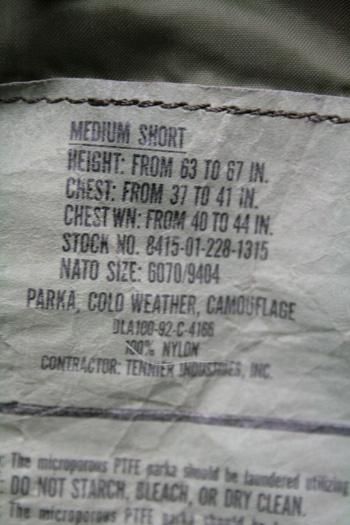 MEDIUM SHORT
HEIGHT: FROM 63 TO 67 IN.
CHEST: FROM 37 TO 41 IN.
CHEST WN: FROM 40 TO 44 IN.
STOCK NO. 8415-01-228-1315
NATO SIZE: 6070/9404
PARKA, COLD WEATHER, CAMOUFLAGE
DLA100-92-C-4166
100% NYLON
CONTRACTOR: TENNIER INDUSTRIES, INC.
: The microporous PTFE parka should be laundered utilizing
: DO NOT STARCH, BLEACH, OR DRY CLEAN.
: The microporous PTFE parka should